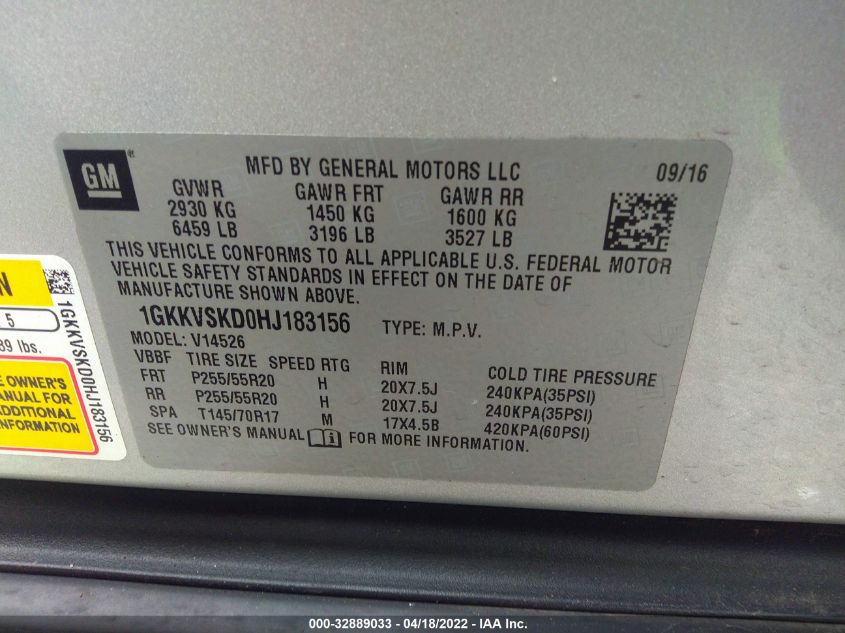 GM
®
MFD BY GENERAL MOTORS LLC
09/16
GVWR GAWR FRT GAWR RR
2930 KG 1450 KG 1600 KG
6459 LB 3196 LB 3527 LB
THIS VEHICLE CONFORMS TO ALL APPLICABLE U.S. FEDERAL MOTOR
VEHICLE SAFETY STANDARDS IN EFFECT ON THE DATE OF
MANUFACTURE SHOWN ABOVE.
1GKKVSKD0HJ183156 TYPE: M.P.V.
MODEL: V14526
VBBF TIRE SIZE SPEED RTG RIM COLD TIRE PRESSURE
FRT P255/55R20 H 20X7.5J 240KPA(35PSI)
RR P255/55R20 H 20X7.5J 240KPA(35PSI)
SPA T145/70R17 M 17X4.5B 420KPA(60PSI)
SEE OWNER'S MANUAL FOR MORE INFORMATION.
5
lbs.
OWNER'S
FOR
1GKKVSKD0HJ183156
000-32889033 - 04/18/2022 - IAA Inc.